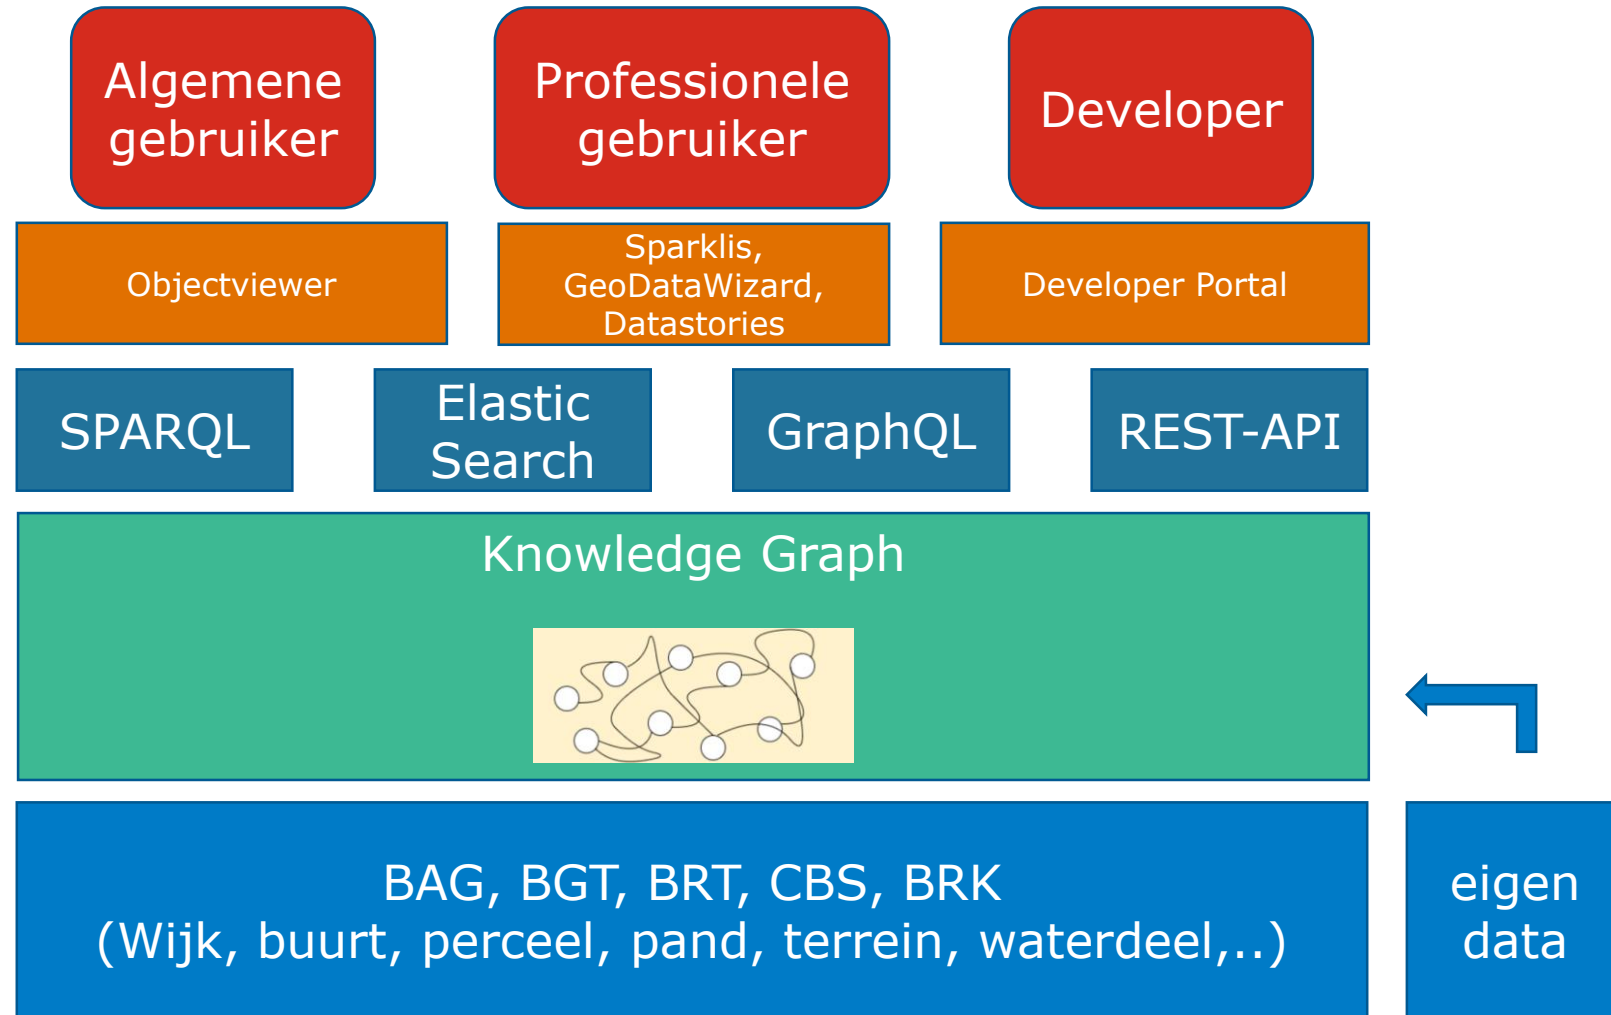 Algemene
gebruiker
Professionele
gebruiker
Developer
Objectviewer
Sparklis,
GeoDataWizard,
Datastories
Developer Portal
SPARQL
Elastic
Search
GraphQL
REST-API
Knowledge Graph
BAG, BGT, BRT, CBS, BRK
(Wijk, buurt, perceel, pand, terrein, waterdeel,..)
eigen
data